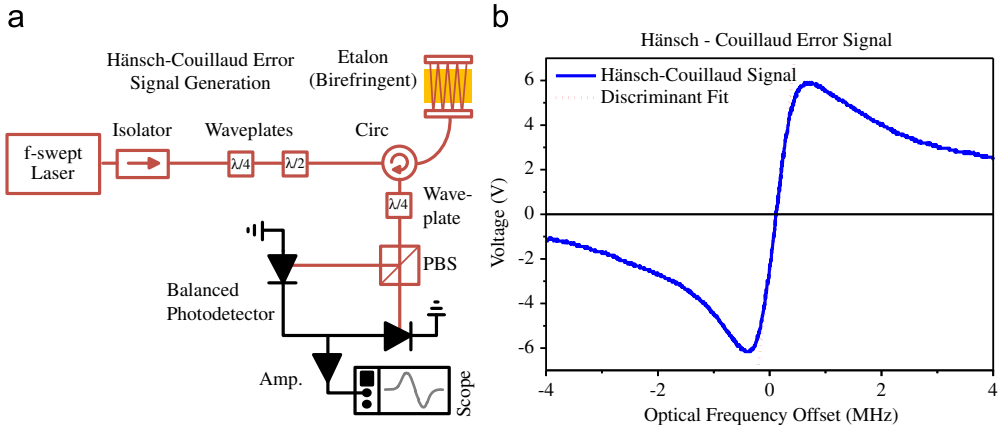 a
Hänsch-Couillaud Error
Signal Generation
Etalon
(Birefringent)
Isolator
Waveplates
Circ
f-swept
Laser
λ/4
λ/2
λ/4
Wave-
plate
PBS
Balanced
Photodetector
Amp.
Scope
b
Hänsch - Couillaud Error Signal
Hänsch-Couillaud Signal
Discriminant Fit
Voltage (V)
6
4
2
0
-2
-4
-6
-4
-2
0
2
4
Optical Frequency Offset (MHz)